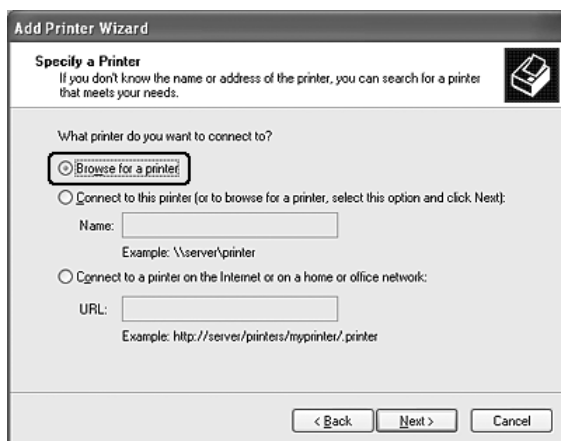 Add Printer Wizard
Specify a Printer
If you don't know the name or address of the printer, you can search for a printer
that meets your needs.
What printer do you want to connect to?
Browse for a printer
Connect to this printer (or to browse for a printer, select this option and click Next):
Name:
Example: \\server\printer
Connect to a printer on the Internet or on a home or office network:
URL:
Example: http://server/printers/myprinter/.printer
< Back Next > Cancel